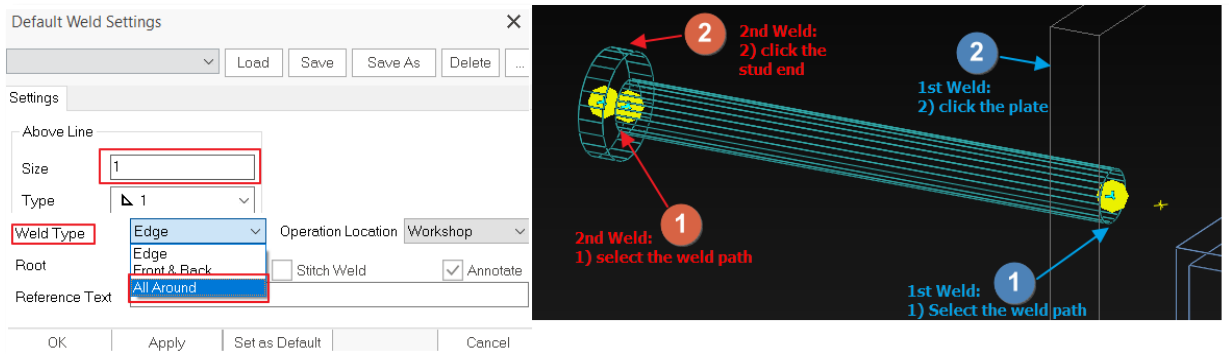 Default Weld Settings
Load
Save
Save As
Delete
...
Settings
Above Line
Size
1
Type
1
Weld Type
Edge
Operation Location
Workshop
Edge
Root
Front & Back
Stitch Weld
Annotate
All Around
Reference Text
OK
Apply
Set as Default
Cancel
2
2nd Weld:
2) click the
stud end
2
1st Weld:
2) click the plate
1
2nd Weld:
1) select the weld path
1
1st Weld:
1) Select the weld path